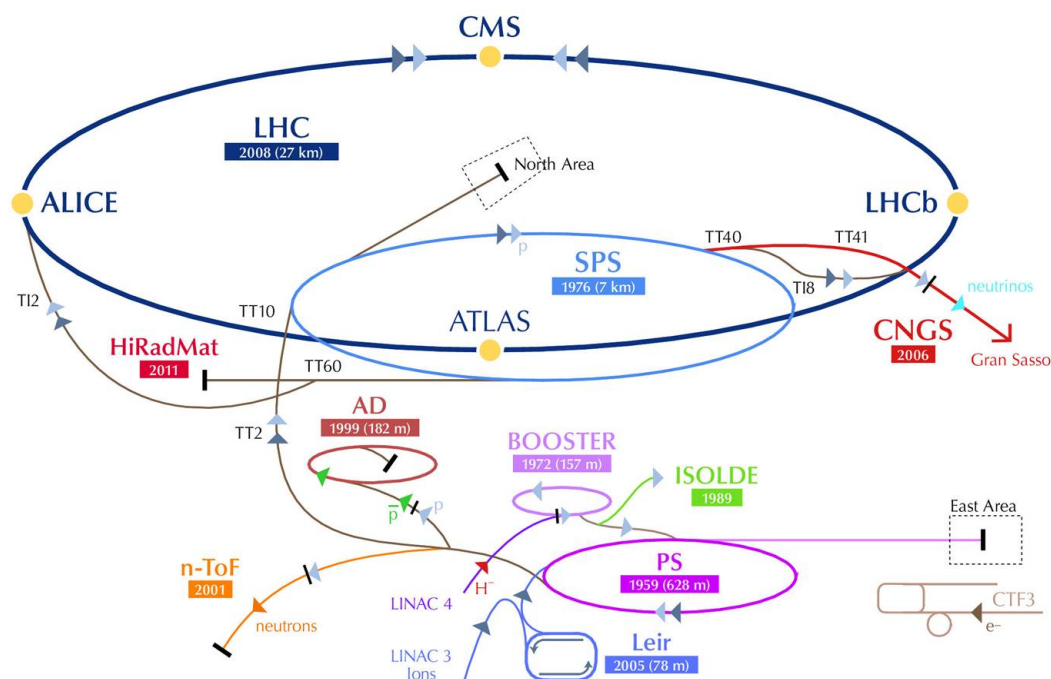 CMS
LHC
2008 (27 km)
North Area
ALICE
LHCb
TT40
TT41
p
SPS
1976 (7 km)
TI8
neutrinos
TI2
TT10
ATLAS
CNGS
2006
HiRadMat
2011
Gran Sasso
TT60
AD
1999 (182 m)
TT2
BOOSTER
1972 (157 m)
ISOLDE
1989
p̅
p
East Area
PS
1959 (628 m)
n-ToF
2001
H⁻
LINAC 4
CTF3
neutrons
e–
LINAC 3
Ions
Leir
2005 (78 m)